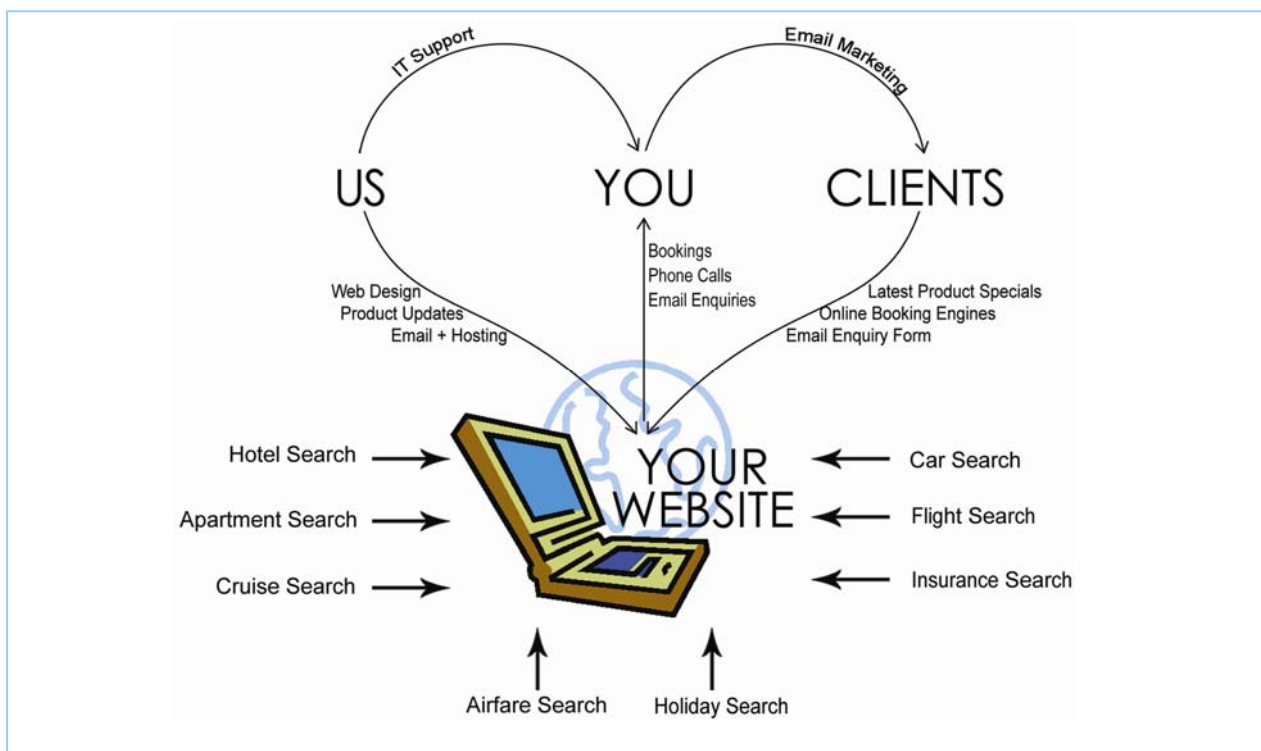 IT Support
Email Marketing
US
YOU
CLIENTS
Bookings
Phone Calls
Email Enquiries
Web Design
Product Updates
Email + Hosting
Latest Product Specials
Online Booking Engines
Email Enquiry Form
YOUR
WEBSITE
Hotel Search
Apartment Search
Cruise Search
Car Search
Flight Search
Insurance Search
Airfare Search
Holiday Search